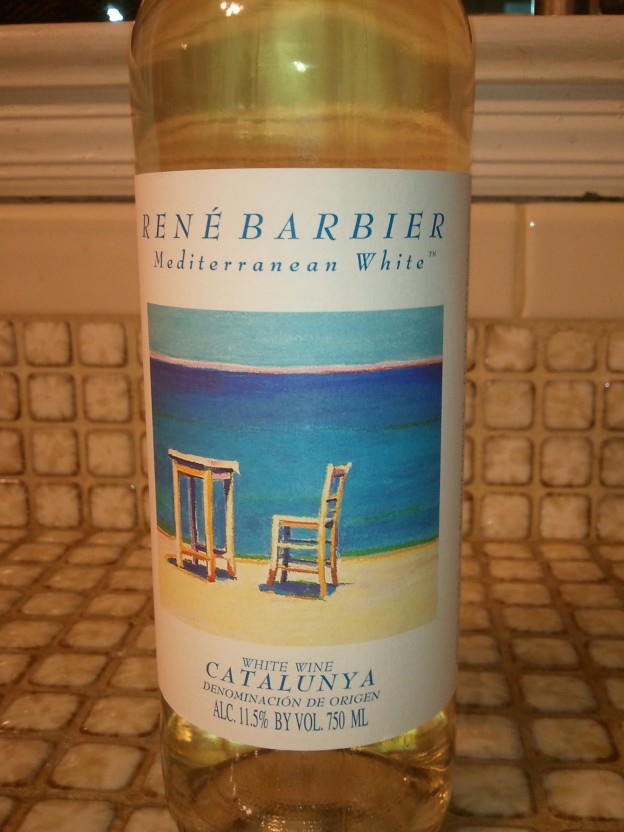 RENÉ BARBIER
Mediterranean White™
WHITE WINE
CATALUNYA
DENOMINACIÓN DE ORIGEN
ALC. 11.5% BY VOL. 750 ML